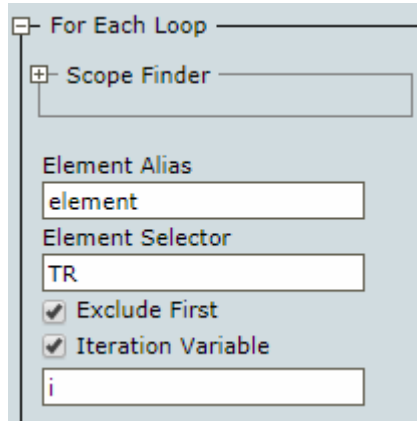 For Each Loop
Scope Finder
Element Alias
element
Element Selector
TR
Exclude First
Iteration Variable
i